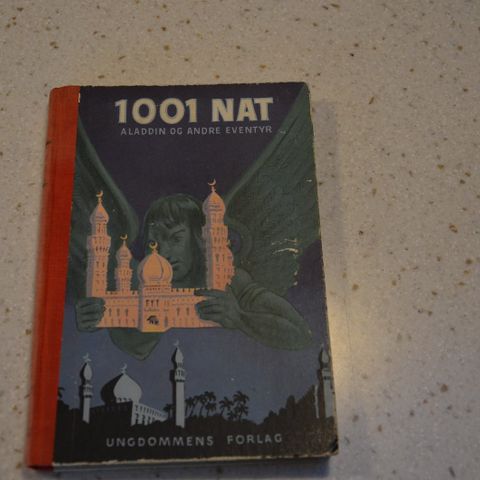 1001 NAT
ALADDIN OG ANDRE EVENTYR
UNGDOMMENS FORLAG